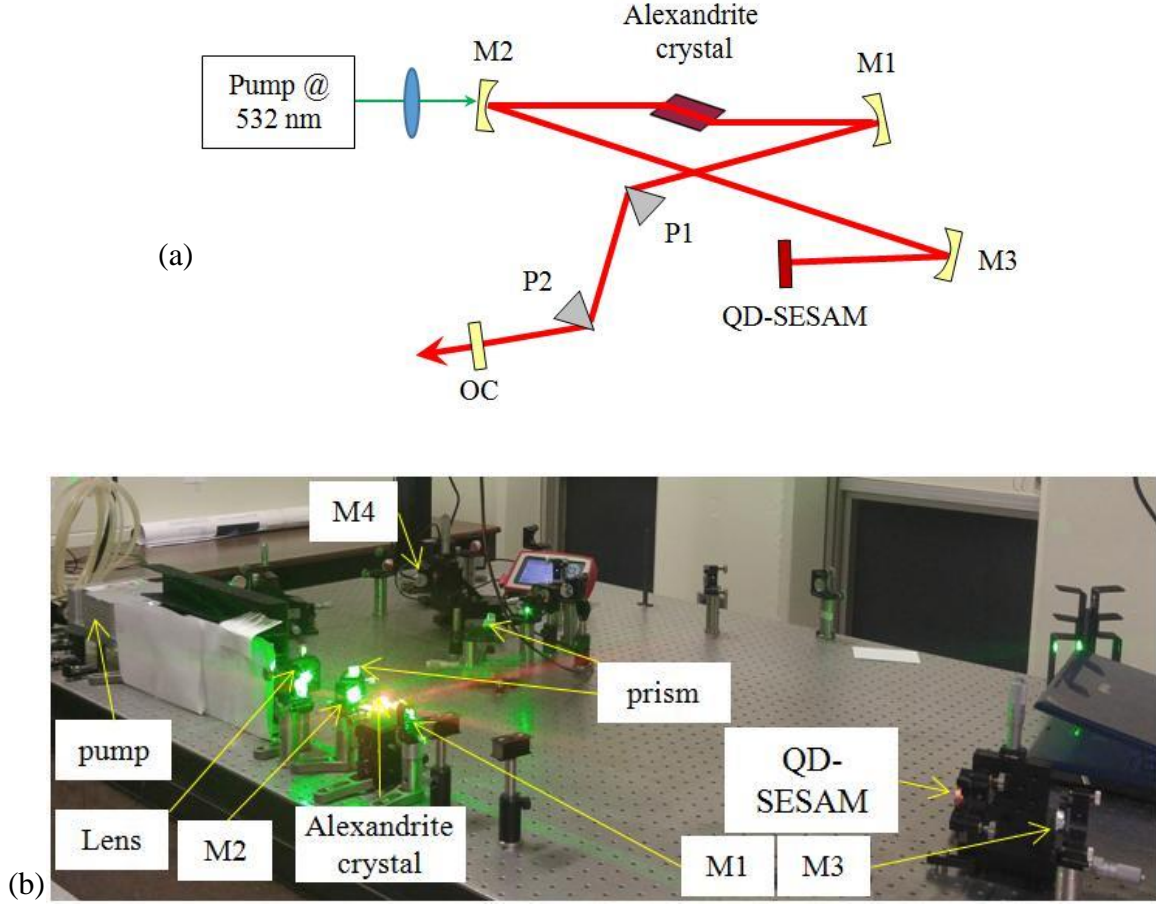 Alexandrite
crystal
M2
M1
Pump @
532 nm
P1
(a)
M3
P2
QD-SESAM
OC
M4
prism
pump
QD-
SESAM
Lens
M2
Alexandrite
crystal
M1
M3
(b)